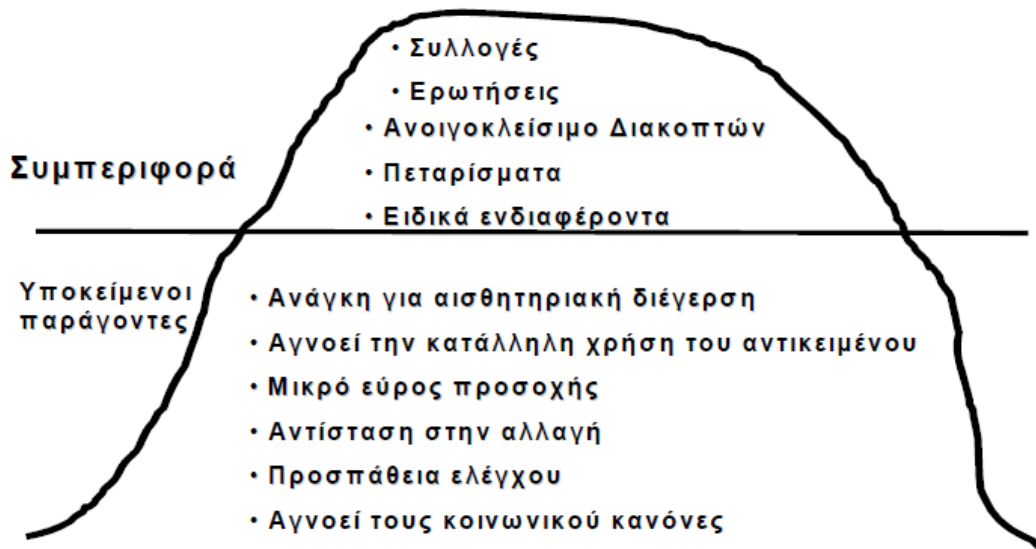 • Συλλογές
• Ερωτήσεις
• Ανοιγοκλείσιμο Διακοπτών
• Πεταρίσματα
• Ειδικά ενδιαφέροντα
Συμπεριφορά
Υποκείμενοι
παράγοντες
• Ανάγκη για αισθητηριακή διέγερση
• Αγνοεί την κατάλληλη χρήση του αντικειμένου
• Μικρό εύρος προσοχής
• Αντίσταση στην αλλαγή
• Προσπάθεια ελέγχου
• Αγνοεί τους κοινωνικού κανόνες